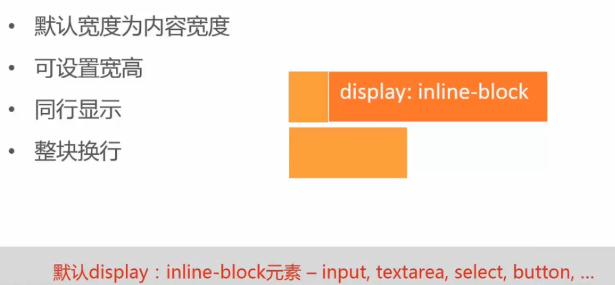 • 默认宽度为内容宽度
• 可设置宽高
• 同行显示
• 整块换行
display: inline-block
默认display：inline-block元素 – input, textarea, select, button, ...